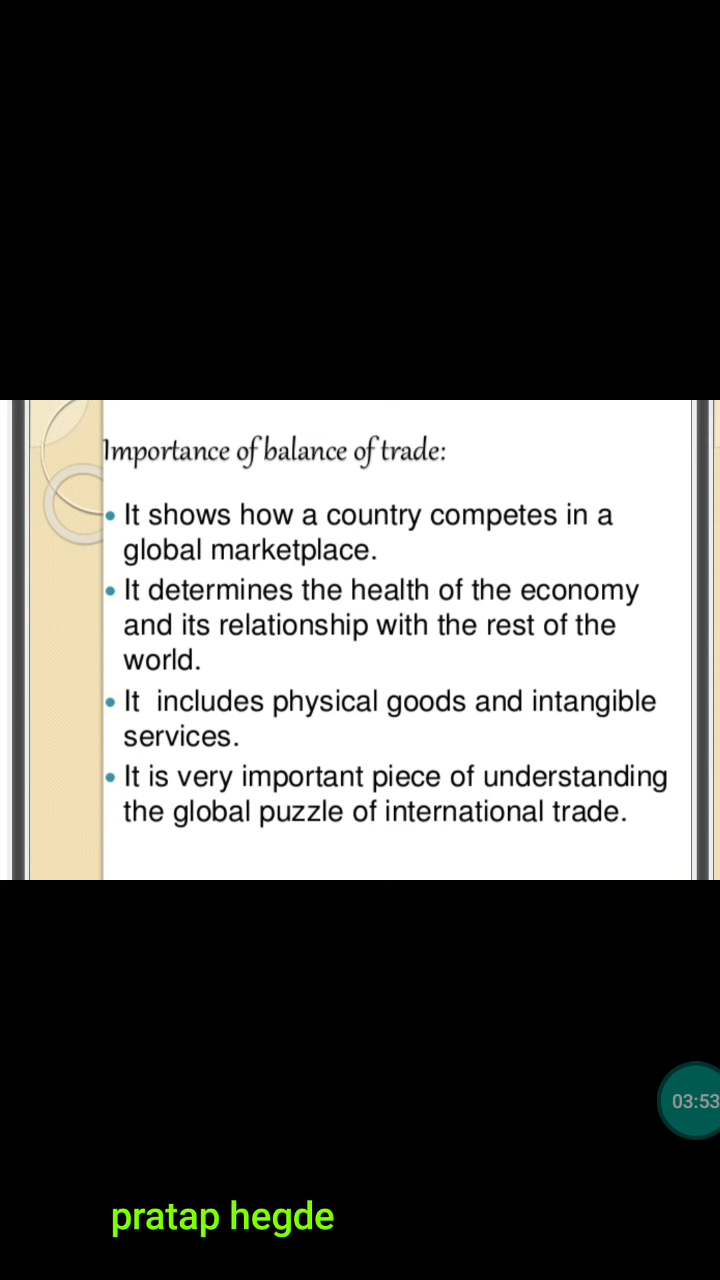 Importance of balance of trade:
• It shows how a country competes in a
global marketplace.
• It determines the health of the economy
and its relationship with the rest of the
world.
• It  includes physical goods and intangible
services.
• It is very important piece of understanding
the global puzzle of international trade.
03:53
pratap hegde